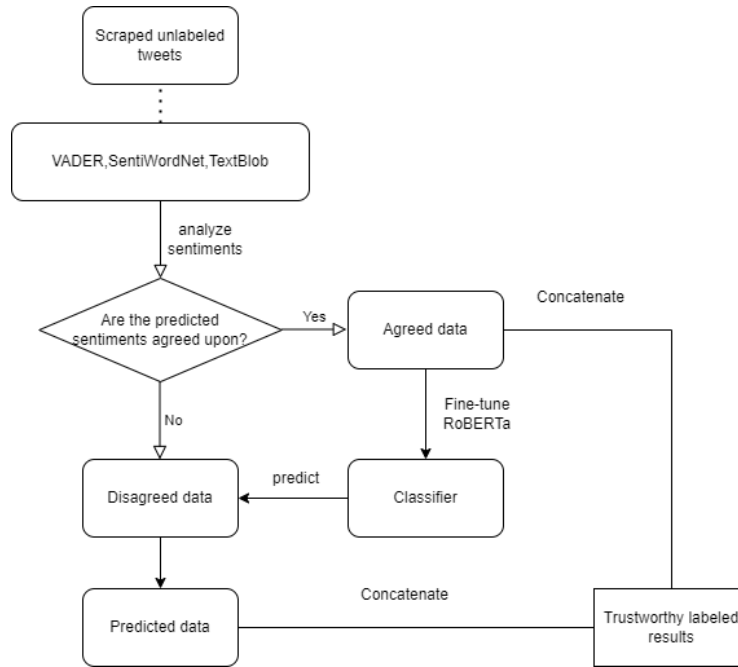 Scraped unlabeled
tweets
VADER,SentiWordNet,TextBlob
analyze
sentiments
Are the predicted
sentiments agreed upon?
Yes
Agreed data
Concatenate
No
Fine-tune
RoBERTa
Disagreed data
predict
Classifier
Predicted data
Concatenate
Trustworthy labeled
results